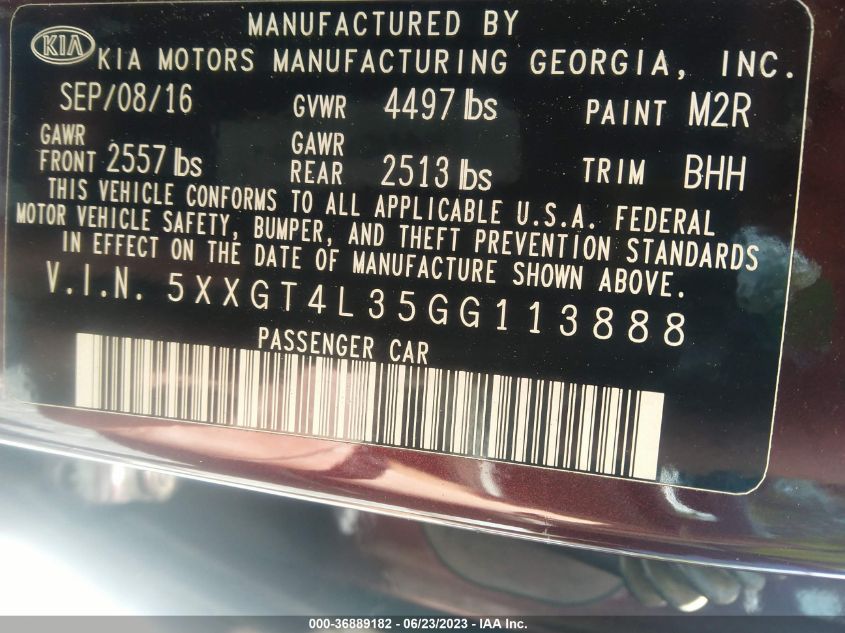 MANUFACTURED BY
KIA
KIA MOTORS MANUFACTURING GEORGIA, INC.
SEP/08/16 GVWR 4497 lbs PAINT M2R
GAWR FRONT 2557 lbs GAWR REAR 2513 lbs TRIM BHH
THIS VEHICLE CONFORMS TO ALL APPLICABLE U.S.A. FEDERAL
MOTOR VEHICLE SAFETY, BUMPER, AND THEFT PREVENTION STANDARDS
IN EFFECT ON THE DATE OF MANUFACTURE SHOWN ABOVE.
V.I.N. 5XXGT4L35GG113888
PASSENGER CAR
000-36889182 - 06/23/2023 - IAA Inc.